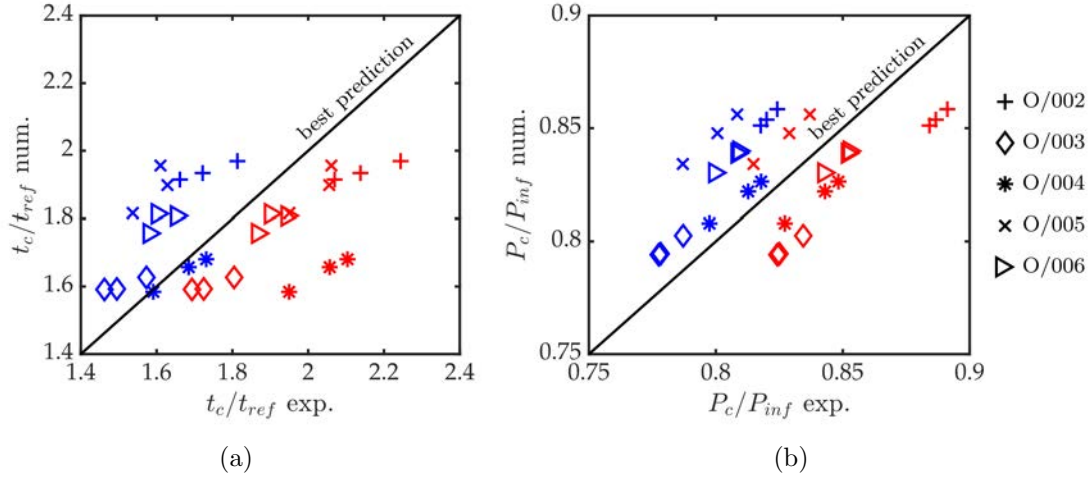 2.4
2.2
2
1.8
1.6
1.4
t_c/t_ref num.
best prediction
1.4 1.6 1.8 2 2.2 2.4
t_c/t_ref exp.
(a)
0.9
0.85
0.8
0.75
P_c/P_inf num.
best prediction
0.75 0.8 0.85 0.9
P_c/P_inf exp.
(b)
O/002
O/003
O/004
O/005
O/006